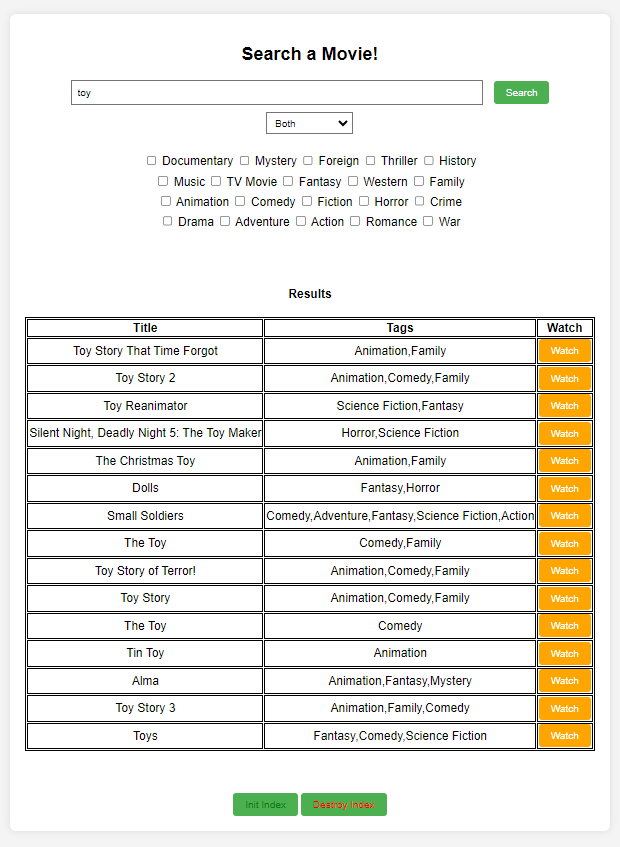 Search a Movie!
toy Search
Both
Documentary Mystery Foreign Thriller History
Music TV Movie Fantasy Western Family
Animation Comedy Fiction Horror Crime
Drama Adventure Action Romance War
Results
Title Tags Watch
Toy Story That Time Forgot Animation,Family Watch
Toy Story 2 Animation,Comedy,Family Watch
Toy Reanimator Science Fiction,Fantasy Watch
Silent Night, Deadly Night 5: The Toy Maker Horror,Science Fiction Watch
The Christmas Toy Animation,Family Watch
Dolls Fantasy,Horror Watch
Small Soldiers Comedy,Adventure,Fantasy,Science Fiction,Action Watch
The Toy Comedy,Family Watch
Toy Story of Terror! Animation,Comedy,Family Watch
Toy Story Animation,Comedy,Family Watch
The Toy Comedy Watch
Tin Toy Animation Watch
Alma Animation,Fantasy,Mystery Watch
Toy Story 3 Animation,Family,Comedy Watch
Toys Fantasy,Comedy,Science Fiction Watch
Init Index Destroy Index